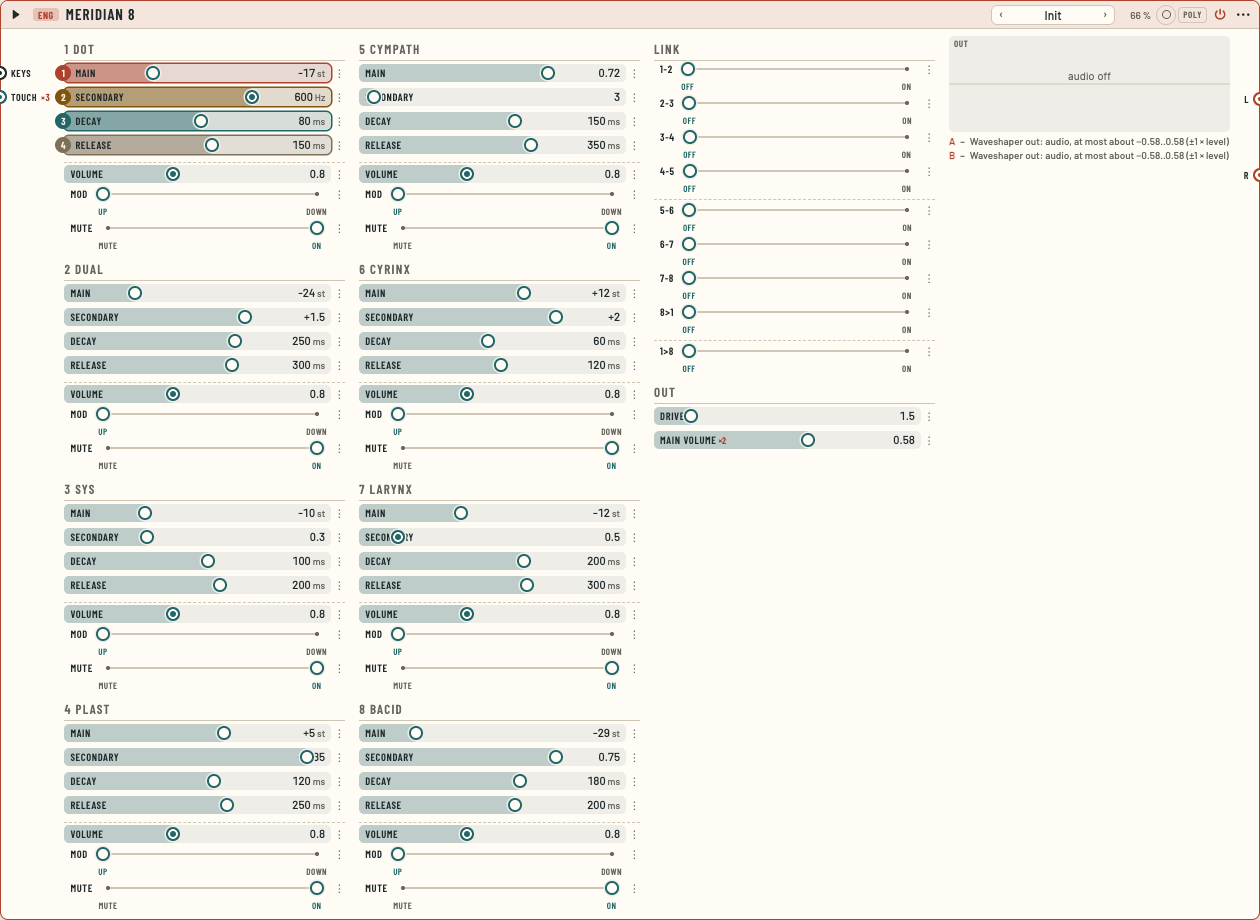 ENG MERIDIAN 8
‹ Init ›
66 % POLY
KEYS
TOUCH ×3
1 DOT
1 MAIN -17 st
2 SECONDARY 600 Hz
3 DECAY 80 ms
4 RELEASE 150 ms
VOLUME 0.8
MOD
UP DOWN
MUTE
MUTE ON
2 DUAL
MAIN -24 st
SECONDARY +1.5
DECAY 250 ms
RELEASE 300 ms
VOLUME 0.8
MOD
UP DOWN
MUTE
MUTE ON
3 SYS
MAIN -10 st
SECONDARY 0.3
DECAY 100 ms
RELEASE 200 ms
VOLUME 0.8
MOD
UP DOWN
MUTE
MUTE ON
4 PLAST
MAIN +5 st
SECONDARY 35
DECAY 120 ms
RELEASE 250 ms
VOLUME 0.8
MOD
UP DOWN
MUTE
MUTE ON
5 CYMPATH
MAIN 0.72
ONDARY 3
DECAY 150 ms
RELEASE 350 ms
VOLUME 0.8
MOD
UP DOWN
MUTE
MUTE ON
6 CYRINX
MAIN +12 st
SECONDARY +2
DECAY 60 ms
RELEASE 120 ms
VOLUME 0.8
MOD
UP DOWN
MUTE
MUTE ON
7 LARYNX
MAIN -12 st
SECON RY 0.5
DECAY 200 ms
RELEASE 300 ms
VOLUME 0.8
MOD
UP DOWN
MUTE
MUTE ON
8 BACID
MAIN -29 st
SECONDARY 0.75
DECAY 180 ms
RELEASE 200 ms
VOLUME 0.8
MOD
UP DOWN
MUTE
MUTE ON
LINK
1-2
OFF ON
2-3
OFF ON
3-4
OFF ON
4-5
OFF ON
5-6
OFF ON
6-7
OFF ON
7-8
OFF ON
8>1
OFF ON
1>8
OFF ON
OUT
DRIVE 1.5
MAIN VOLUME ×2 0.58
OUT
audio off
A – Waveshaper out: audio, at most about −0.58..0.58 (±1 × level)
B – Waveshaper out: audio, at most about −0.58..0.58 (±1 × level)
L
R